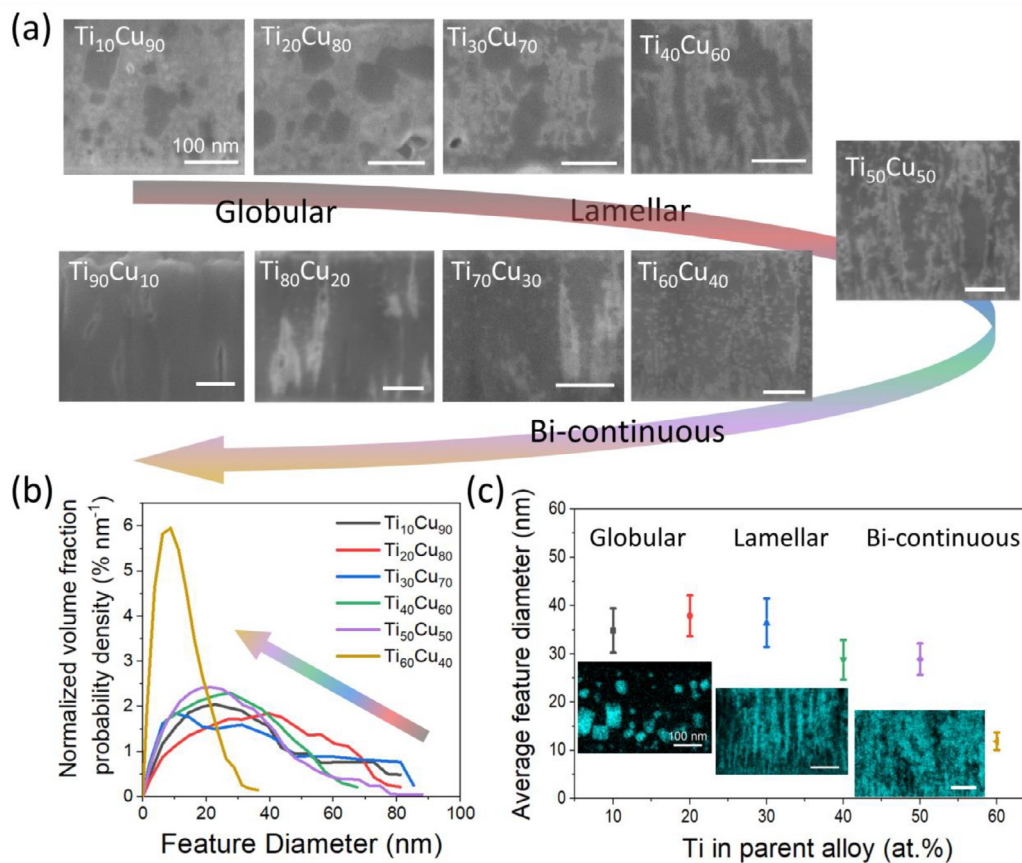 (a)
Ti₁₀Cu₉₀
Ti₂₀Cu₈₀
Ti₃₀Cu₇₀
Ti₄₀Cu₆₀
100 nm
Ti₅₀Cu₅₀
Globular
Lamellar
Ti₉₀Cu₁₀
Ti₈₀Cu₂₀
Ti₇₀Cu₃₀
Ti₆₀Cu₄₀
Bi-continuous
(b)
Normalized volume fraction
probability density (% nm⁻¹)
6
5
4
3
2
1
0
Ti₁₀Cu₉₀
Ti₂₀Cu₈₀
Ti₃₀Cu₇₀
Ti₄₀Cu₆₀
Ti₅₀Cu₅₀
Ti₆₀Cu₄₀
0 20 40 60 80 100
Feature Diameter (nm)
(c)
Average feature diameter (nm)
60
50
40
30
20
10
0
Globular Lamellar Bi-continuous
100 nm
10 20 30 40 50 60
Ti in parent alloy (at.%)